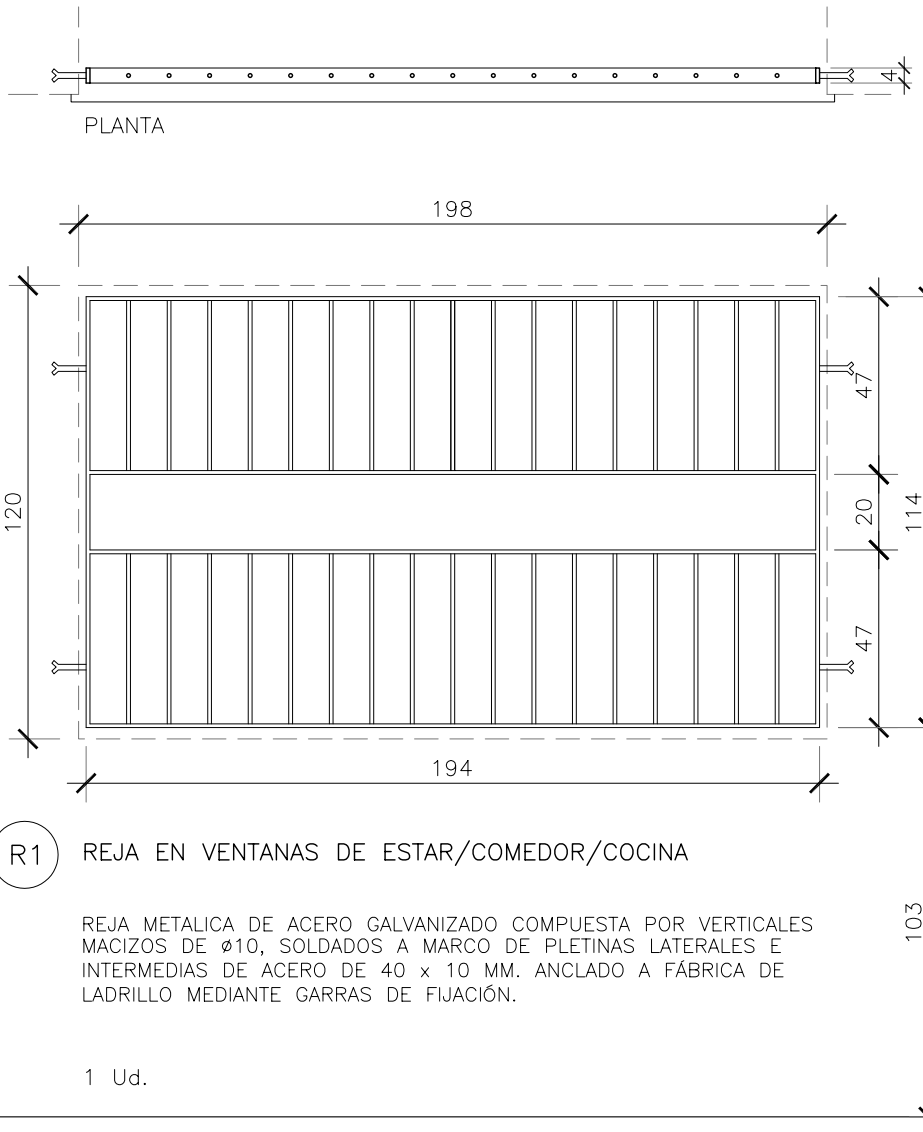 4
PLANTA
198
47
120
20
114
47
194
R1
REJA EN VENTANAS DE ESTAR/COMEDOR/COCINA
REJA METALICA DE ACERO GALVANIZADO COMPUESTA POR VERTICALES
MACIZOS DE ø10, SOLDADOS A MARCO DE PLETINAS LATERALES E
INTERMEDIAS DE ACERO DE 40 x 10 MM. ANCLADO A FÁBRICA DE
LADRILLO MEDIANTE GARRAS DE FIJACIÓN.
103
1 Ud.